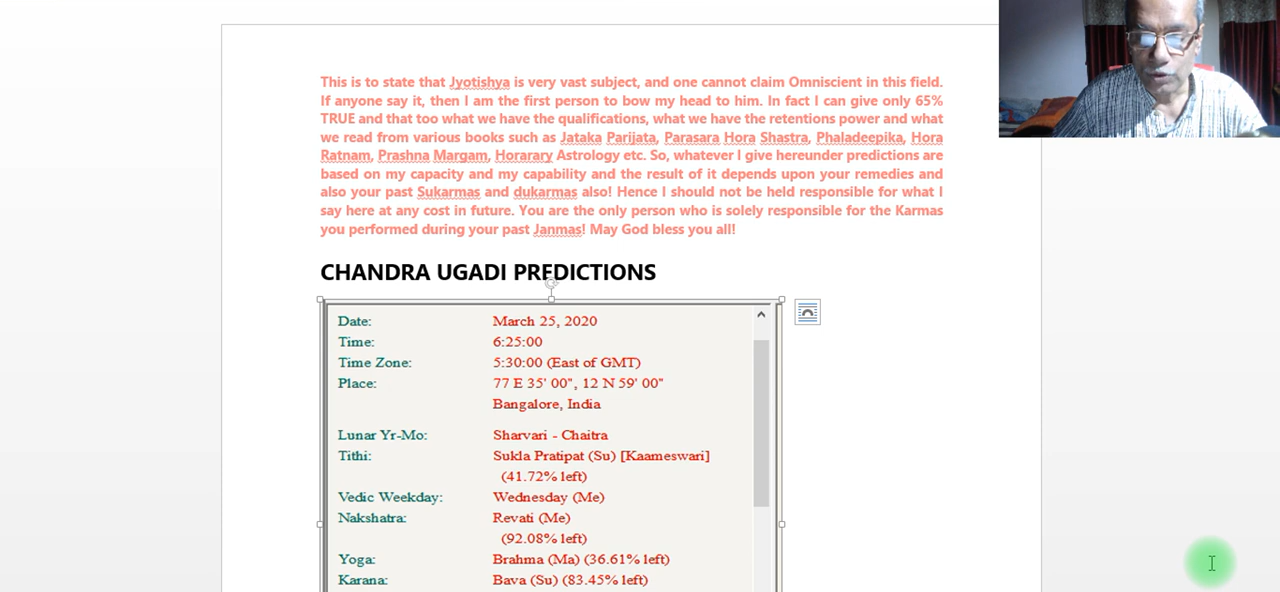 This is to state that Jyotishya is very vast subject, and one cannot claim Omniscient in this field.
If anyone say it, then I am the first person to bow my head to him. In fact I can give only 65%
TRUE and that too what we have the qualifications, what we have the retentions power and what
we read from various books such as Jataka Parijata, Parasara Hora Shastra, Phaladeepika, Hora
Ratnam, Prashna Margam, Horarary Astrology etc. So, whatever I give hereunder predictions are
based on my capacity and my capability and the result of it depends upon your remedies and
also your past Sukarmas and dukarmas also! Hence I should not be held responsible for what I
say here at any cost in future. You are the only person who is solely responsible for the Karmas
you performed during your past Janmas! May God bless you all!
CHANDRA UGADI PREDICTIONS
Date: March 25, 2020
Time: 6:25:00
Time Zone: 5:30:00 (East of GMT)
Place: 77 E 35' 00", 12 N 59' 00"
Bangalore, India
Lunar Yr-Mo: Sharvari - Chaitra
Tithi: Sukla Pratipat (Su) [Kaameswari]
(41.72% left)
Vedic Weekday: Wednesday (Me)
Nakshatra: Revati (Me)
(92.08% left)
Yoga: Brahma (Ma) (36.61% left)
Karana: Bava (Su) (83.45% left)